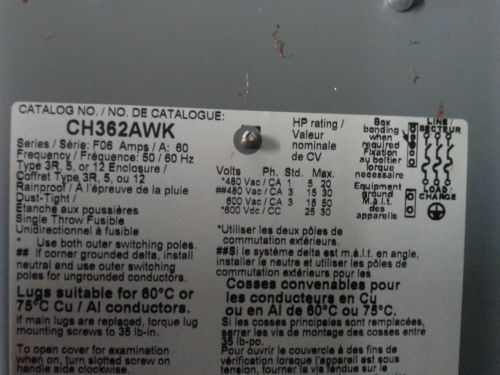 CATALOG NO. / NO. DE CATALOGUE:
CH362AWK
Series / Série: F06 Amps / A: 60
Frequency / Fréquence: 50 / 60 Hz
Type 3R, 5, or 12 Enclosure /
Coffret Type 3R, 5, ou 12
Rainproof / A l'épreuve de la pluie
Dust-Tight /
Étanche aux poussières
Single Throw Fusible
Unidirectionnel à fusible
* Use both outer switching poles.
## If corner grounded delta, install
neutral and use outer switching
poles for ungrounded conductors.
Lugs suitable for 60°C or
75°C Cu / Al conductors.
If main lugs are replaced, torque lug
mounting screws to 35 lb-in.
To open cover for examination
when on, turn slotted screw on
handle side clockwise.
HP rating /
Valeur
nominale
de CV
Volts Ph. Std. Max.
*480 Vac / CA 1 5 20
##480 Vac / CA 3 15 30
600 Vac / CA 3 15 50
*600 Vdc / CC 25 30
Box
bonding
when
required
Fixation
au boîtier
lorsque
necessaire
Equipment
ground
M.à.l.t.
des
appareils
LINE /
SECTEUR
LOAD /
CHARGE
*Utiliser les deux pôles de
commutation extérieurs.
##Si le système delta est m.à.l.t. en angle,
installer le neutre et utiliser les pôles de
commutation extérieurs pour les
Cosses convenables pour
les conducteurs en Cu
ou en Al de 60°C ou 75°C.
Si les cosses principales sont remplacées,
serrer les vis de montage des cosses entre
35 lb-po.
Pour ouvrir le couvercle à des fins de
vérification lorsque l'appareil est sous
tension, tourner le vis fendue sur le